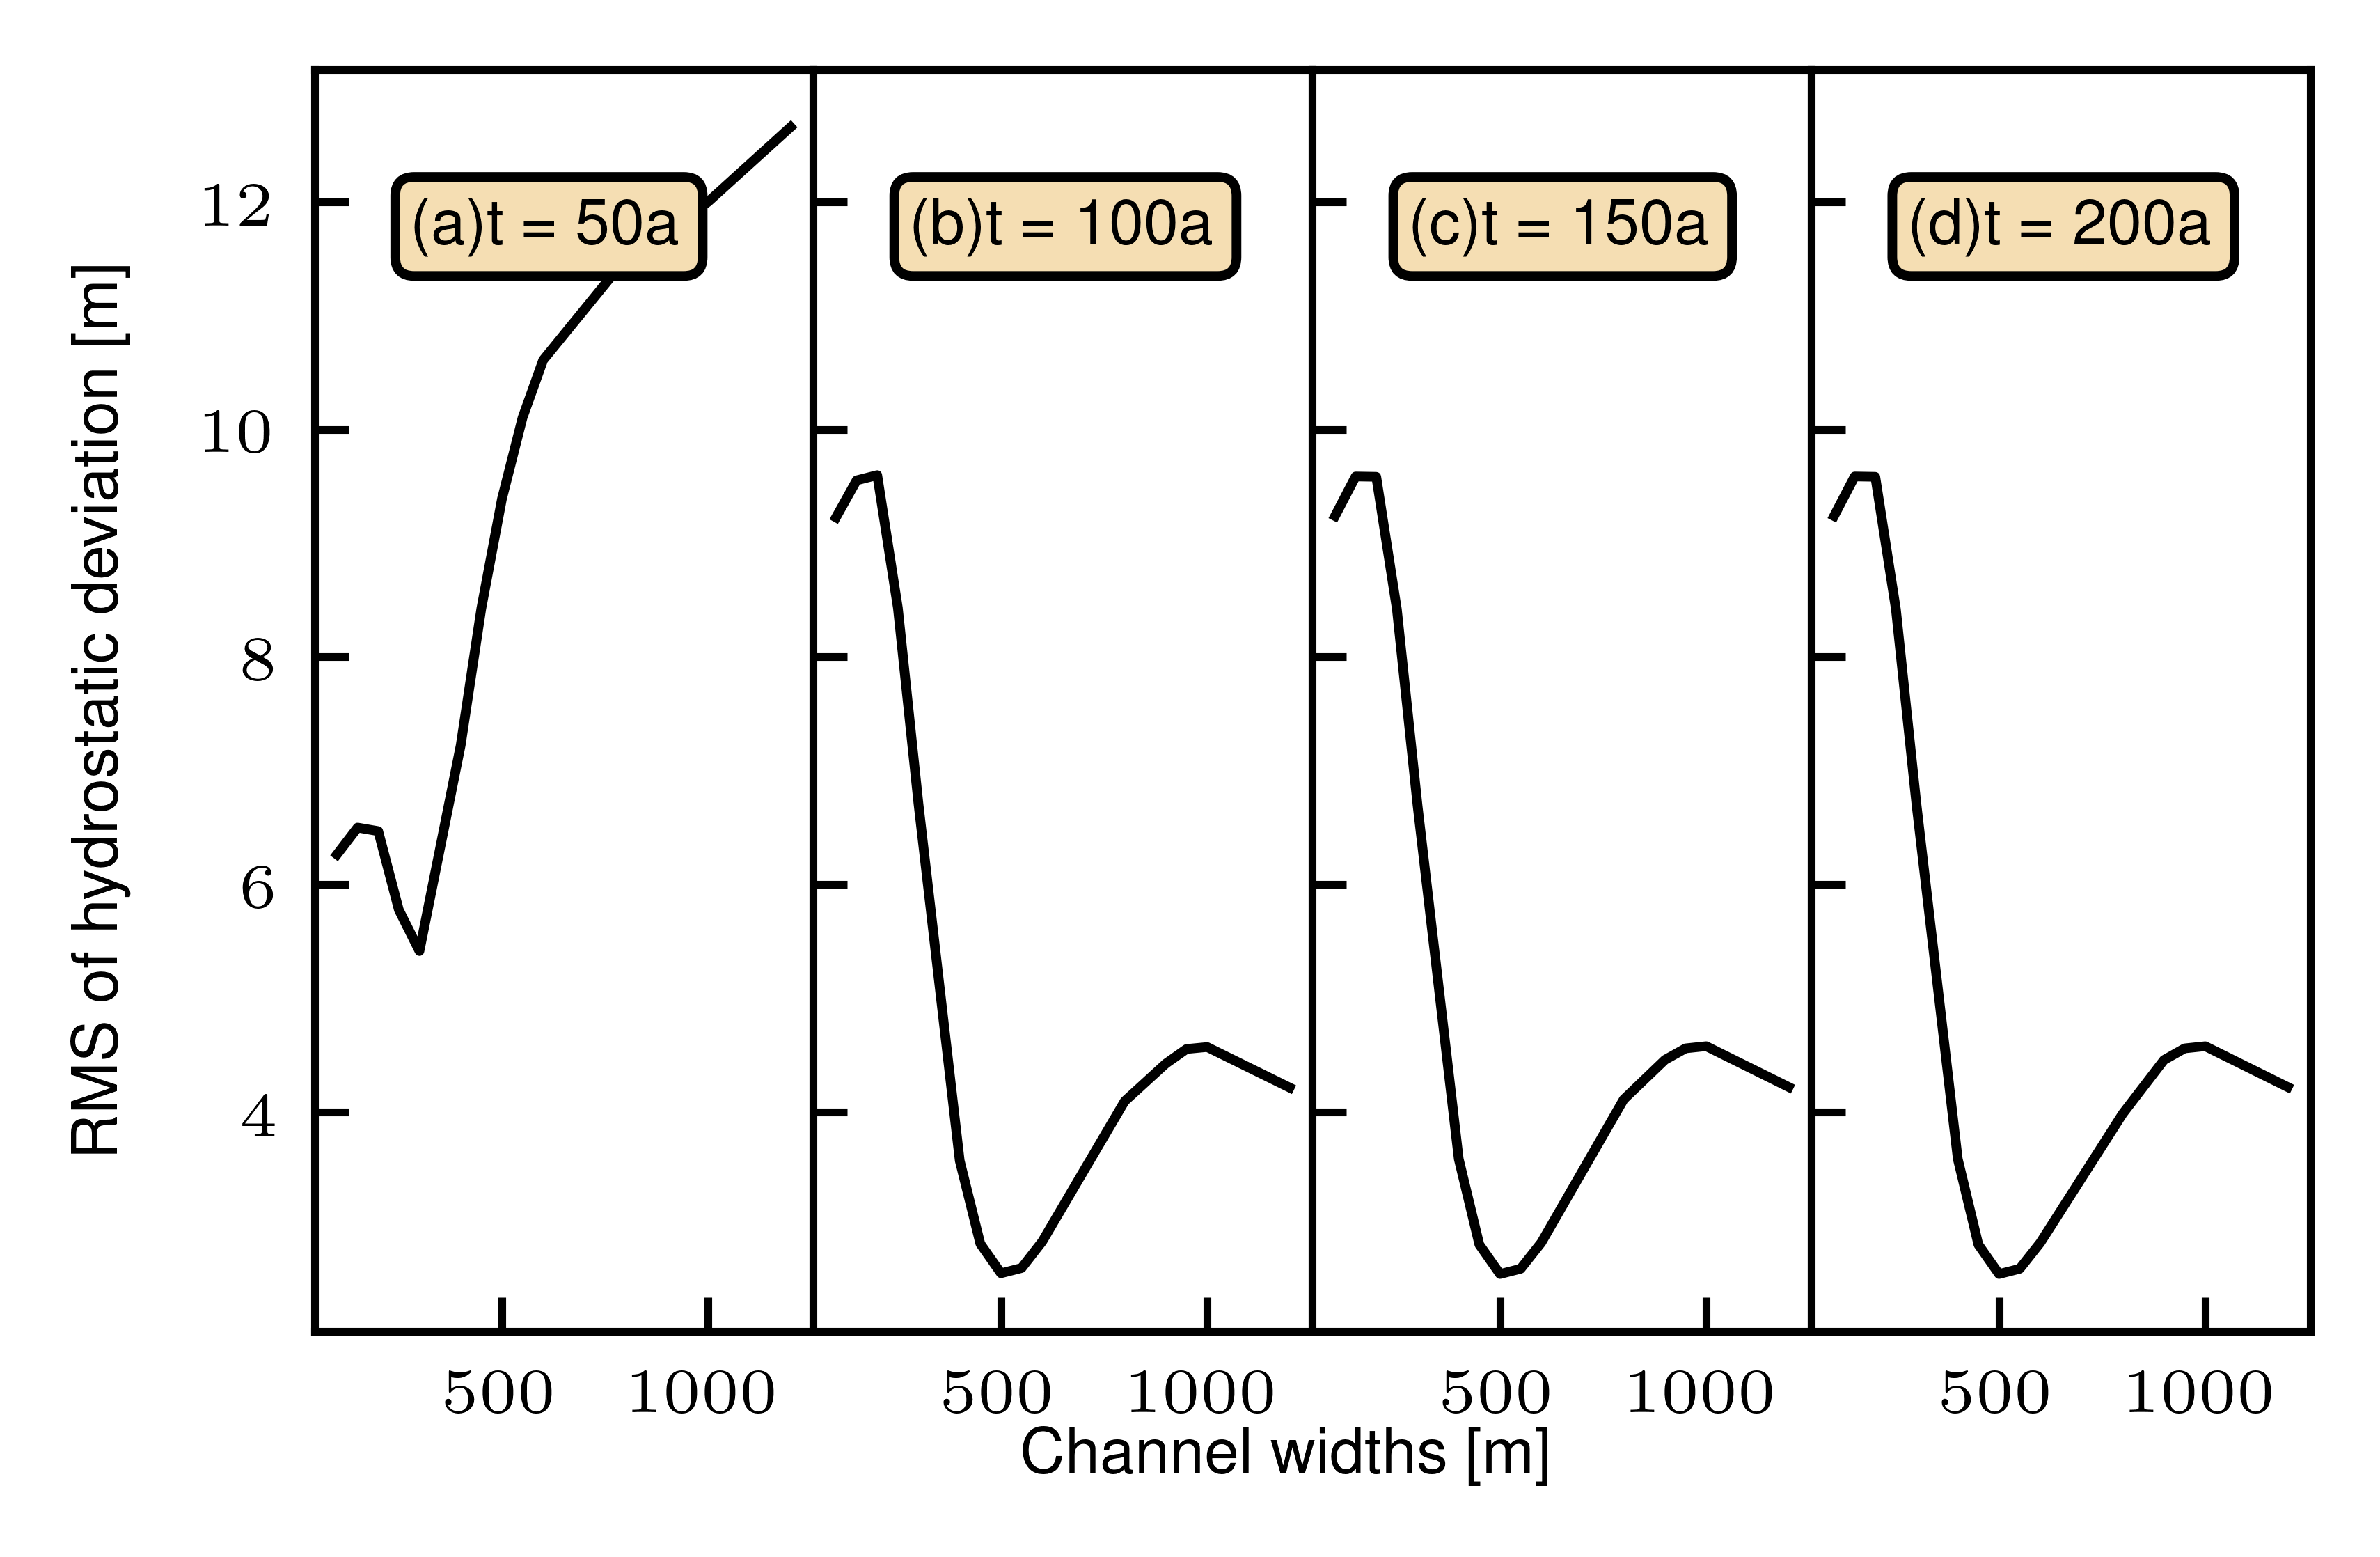 RMS of hydrostatic deviation [m]
12
10
8
6
4
(a)t = 50a
(b)t = 100a
(c)t = 150a
(d)t = 200a
500 1000 500 1000 500 1000 500 1000
Channel widths [m]